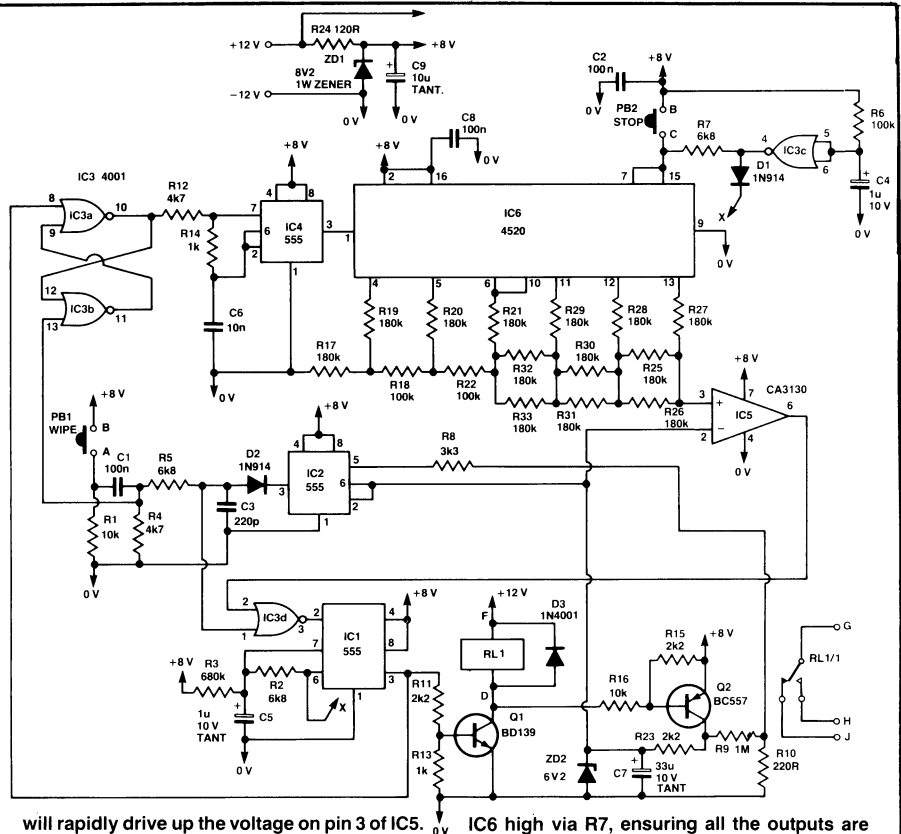 R24 120R
+12 V
+8 V
ZD1
8V2
1W ZENER
+
C9
10u
TANT.
−12 V
0 V
0 V
C2
100n
+8 V
0 V
PB2
STOP
B
C
R7
6k8
4
IC3c
5
6
R6
100k
D1
1N914
X
+
C4
1u
10 V
0 V
C8
100n
0 V
+8 V
2
16
7
15
IC3 4001
8
9
IC3a
10
R12
4k7
+8 V
4
8
7
6
2
IC4
555
3
1
1
IC6
4520
9
0 V
R14
1k
12
13
IC3b
11
C6
10n
0 V
4
5
6
10
11
12
13
R19
180k
R20
180k
R21
180k
R29
180k
R28
180k
R27
180k
R17
180k
R18
100k
R22
100k
R32
180k
R30
180k
R25
180k
R33
180k
R31
180k
R26
180k
+8 V
CA3130
3
+
7
IC5
6
2
−
4
0 V
+8 V
PB1
WIPE
B
A
C1
100n
R5
6k8
D2
1N914
+8 V
4
8
3
IC2
555
5
6
2
1
R8
3k3
R1
10k
R4
4k7
C3
220p
0 V
2
1
IC3d
3
2
7
6
IC1
555
4
8
3
1
+8 V
+8 V
R3
680k
R2
6k8
X
1u
10 V
TANT
+
C5
0 V
R11
2k2
R13
1k
0 V
+12 V
F
RL 1
D3
1N4001
D
Q1
BD139
R16
10k
R15
2k2
+8 V
Q2
BC557
R23 2k2
R9 1M
R10
220R
ZD2
6V2
+
C7
33u
10 V
TANT
G
RL1/1
H
J
will rapidly drive up the voltage on pin 3 of IC5.
IC6 high via R7, ensuring all the outputs are